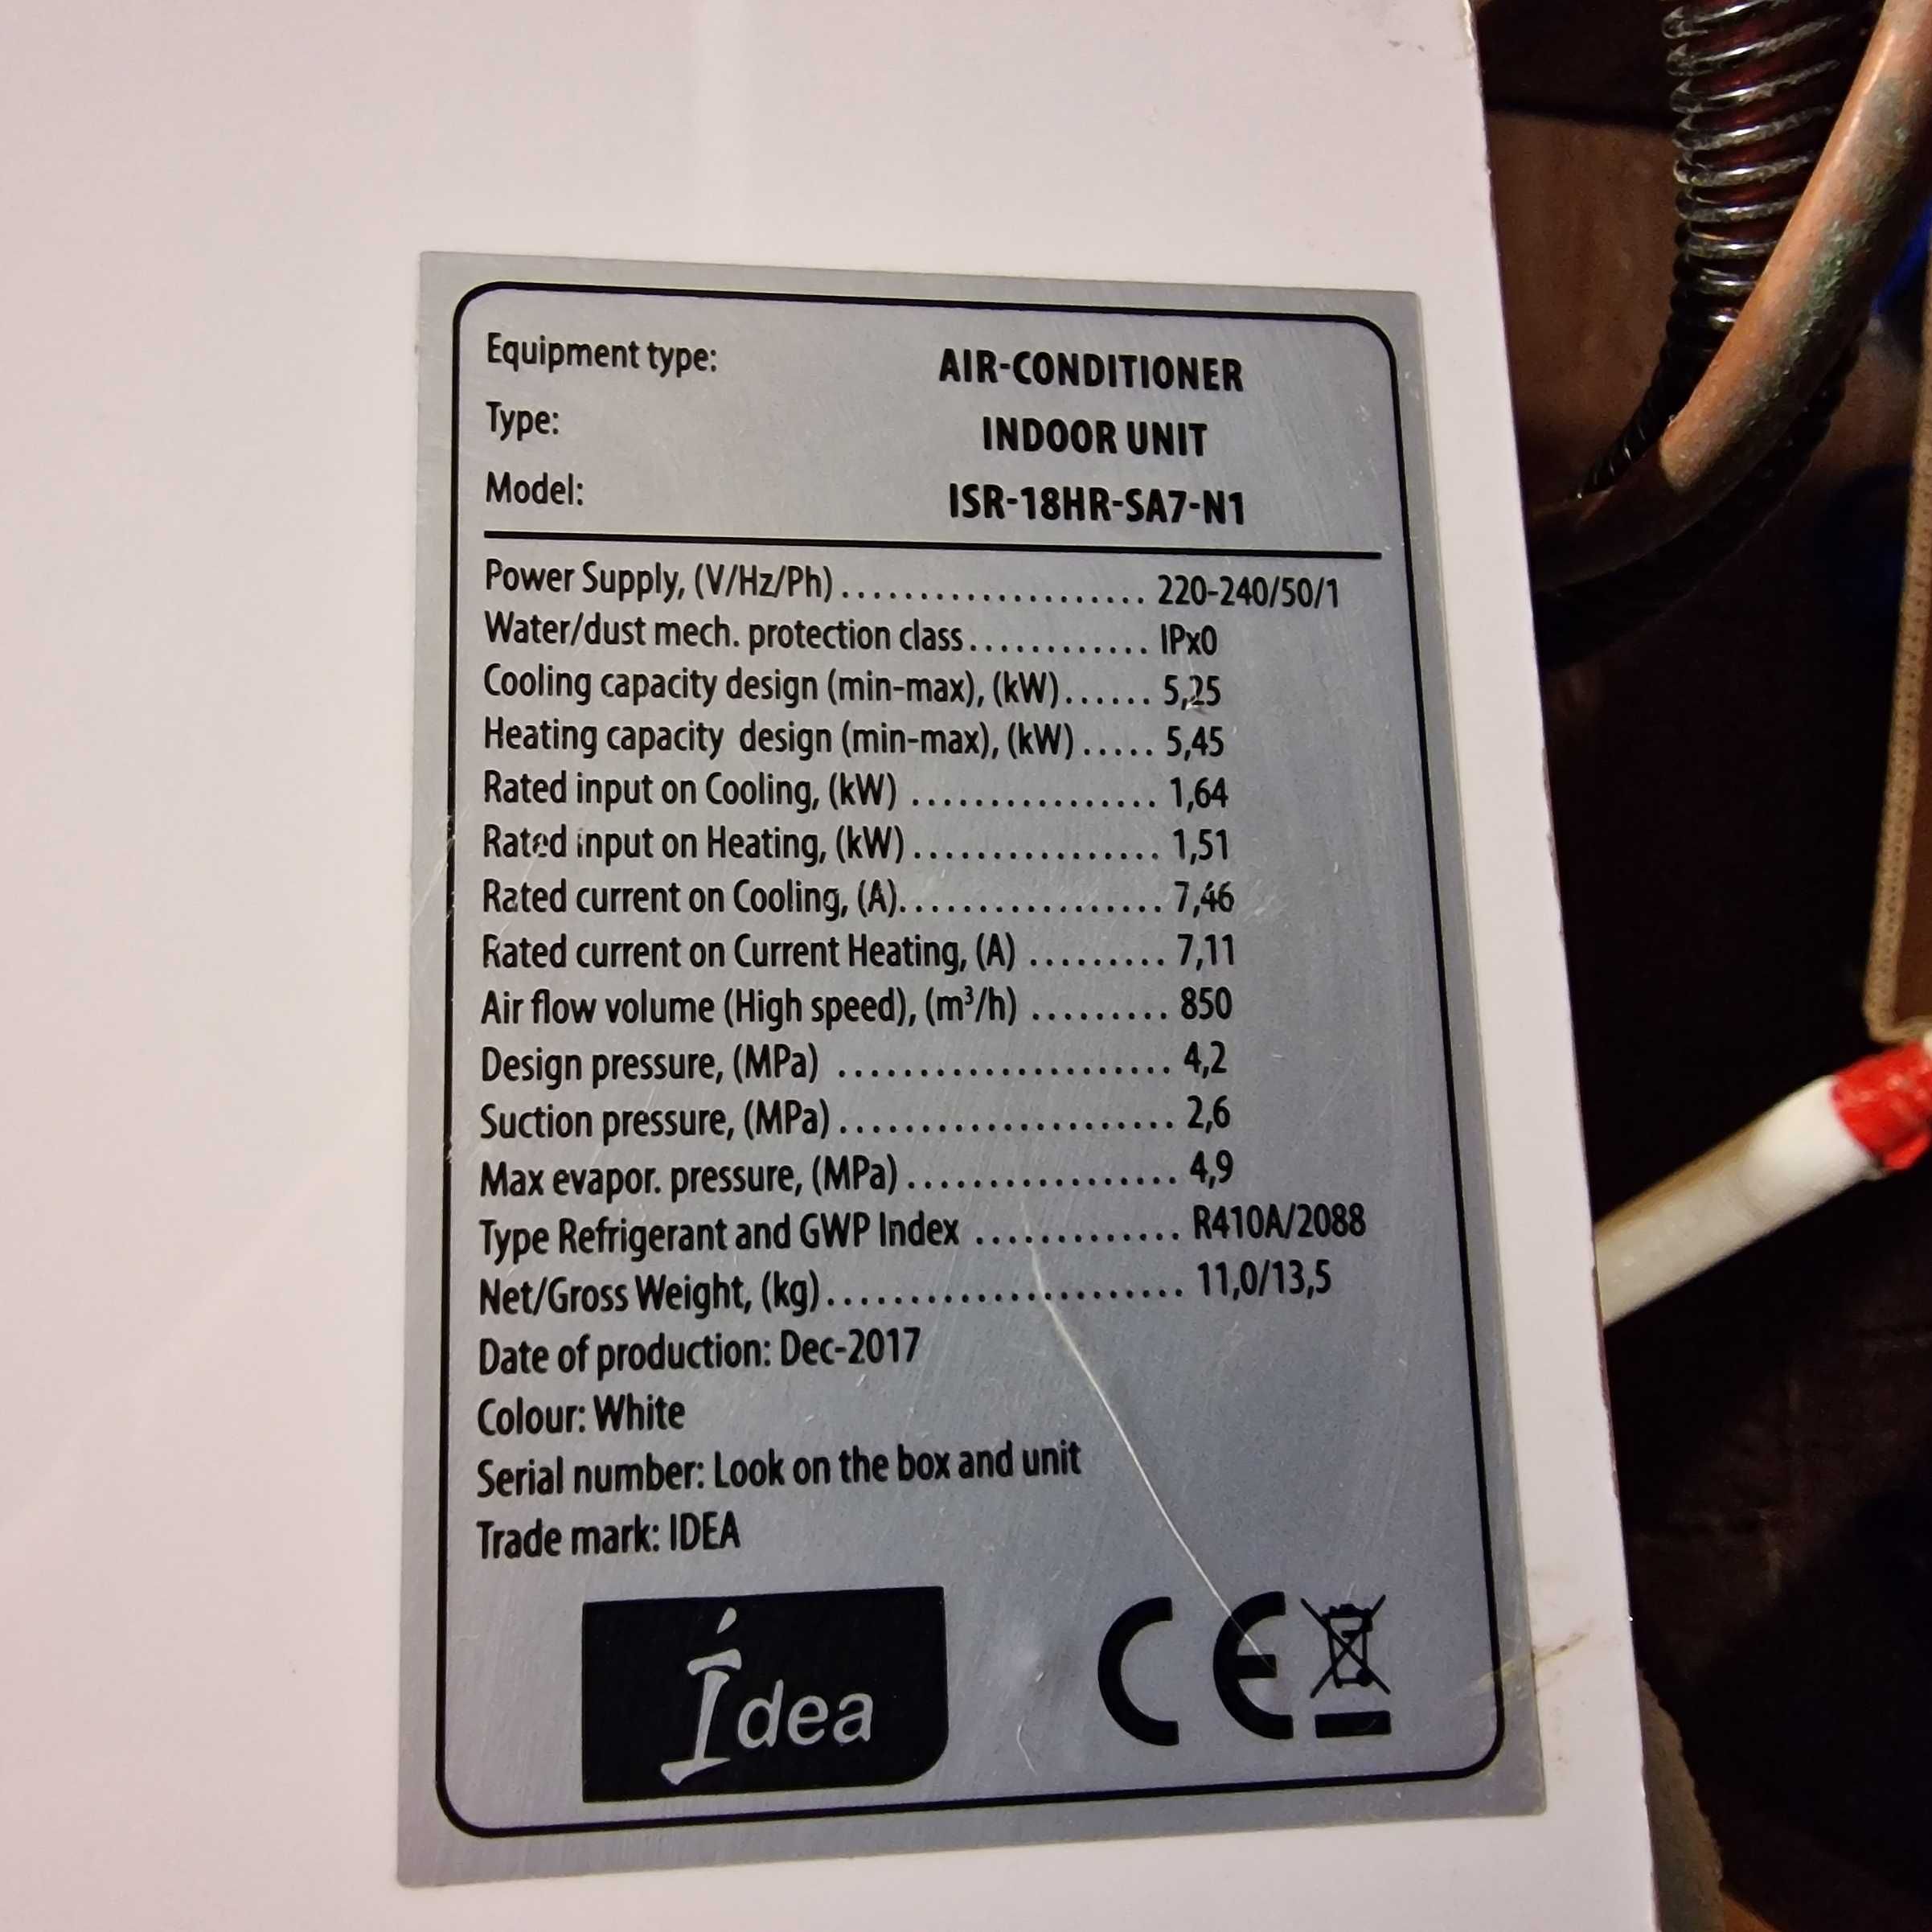 Equipment type: AIR-CONDITIONER
Type: INDOOR UNIT
Model: ISR-18HR-SA7-N1
Power Supply, (V/Hz/Ph) .................... 220-240/50/1
Water/dust mech. protection class ............ IPx0
Cooling capacity design (min-max), (kW) ...... 5,25
Heating capacity design (min-max), (kW) ..... 5,45
Rated input on Cooling, (kW) ................ 1,64
Rated input on Heating, (kW) ................ 1,51
Rated current on Cooling, (A) ................. 7,46
Rated current on Current Heating, (A) ......... 7,11
Air flow volume (High speed), (m³/h) ......... 850
Design pressure, (MPa) ...................... 4,2
Suction pressure, (MPa) ...................... 2,6
Max evapor. pressure, (MPa) .................. 4,9
Type Refrigerant and GWP Index ............. R410A/2088
Net/Gross Weight, (kg) ....................... 11,0/13,5
Date of production: Dec-2017
Colour: White
Serial number: Look on the box and unit
Trade mark: IDEA
Idea CE